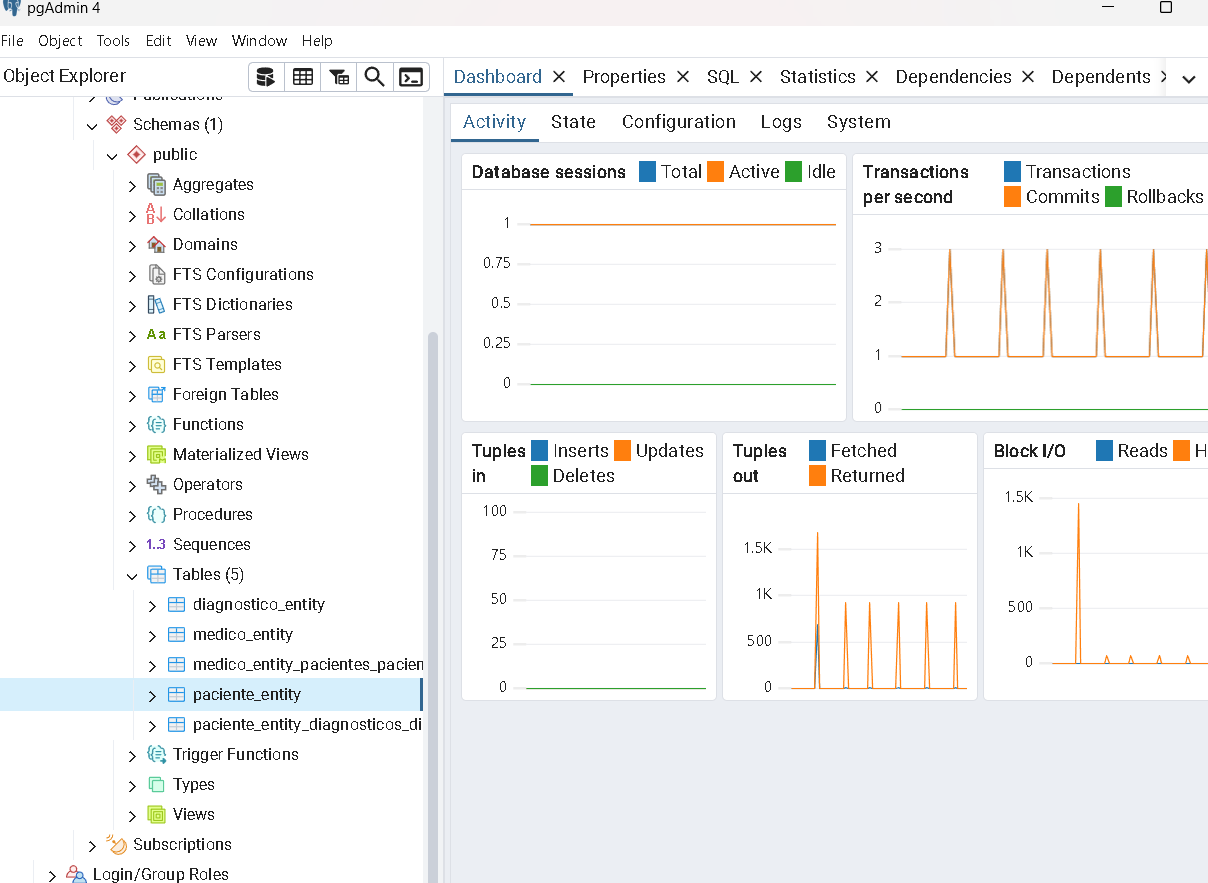 pgAdmin 4
File Object Tools Edit View Window Help
Object Explorer
Dashboard Properties SQL Statistics Dependencies Dependents
Publications
Schemas (1)
public
Aggregates
Collations
Domains
FTS Configurations
FTS Dictionaries
Aa FTS Parsers
FTS Templates
Foreign Tables
Functions
Materialized Views
Operators
Procedures
1..3 Sequences
Tables (5)
diagnostico_entity
medico_entity
medico_entity_pacientes_pacien
paciente_entity
paciente_entity_diagnosticos_di
Trigger Functions
Types
Views
Subscriptions
Login/Group Roles
Activity State Configuration Logs System
Database sessions Total Active Idle
1
0.75
0.5
0.25
0
Transactions per second
Transactions
Commits Rollbacks
3
2
1
0
Tuples in
Inserts Updates
Deletes
100
75
50
25
0
Tuples out
Fetched
Returned
1.5K
1K
500
0
Block I/O Reads H
1.5K
1K
500
0